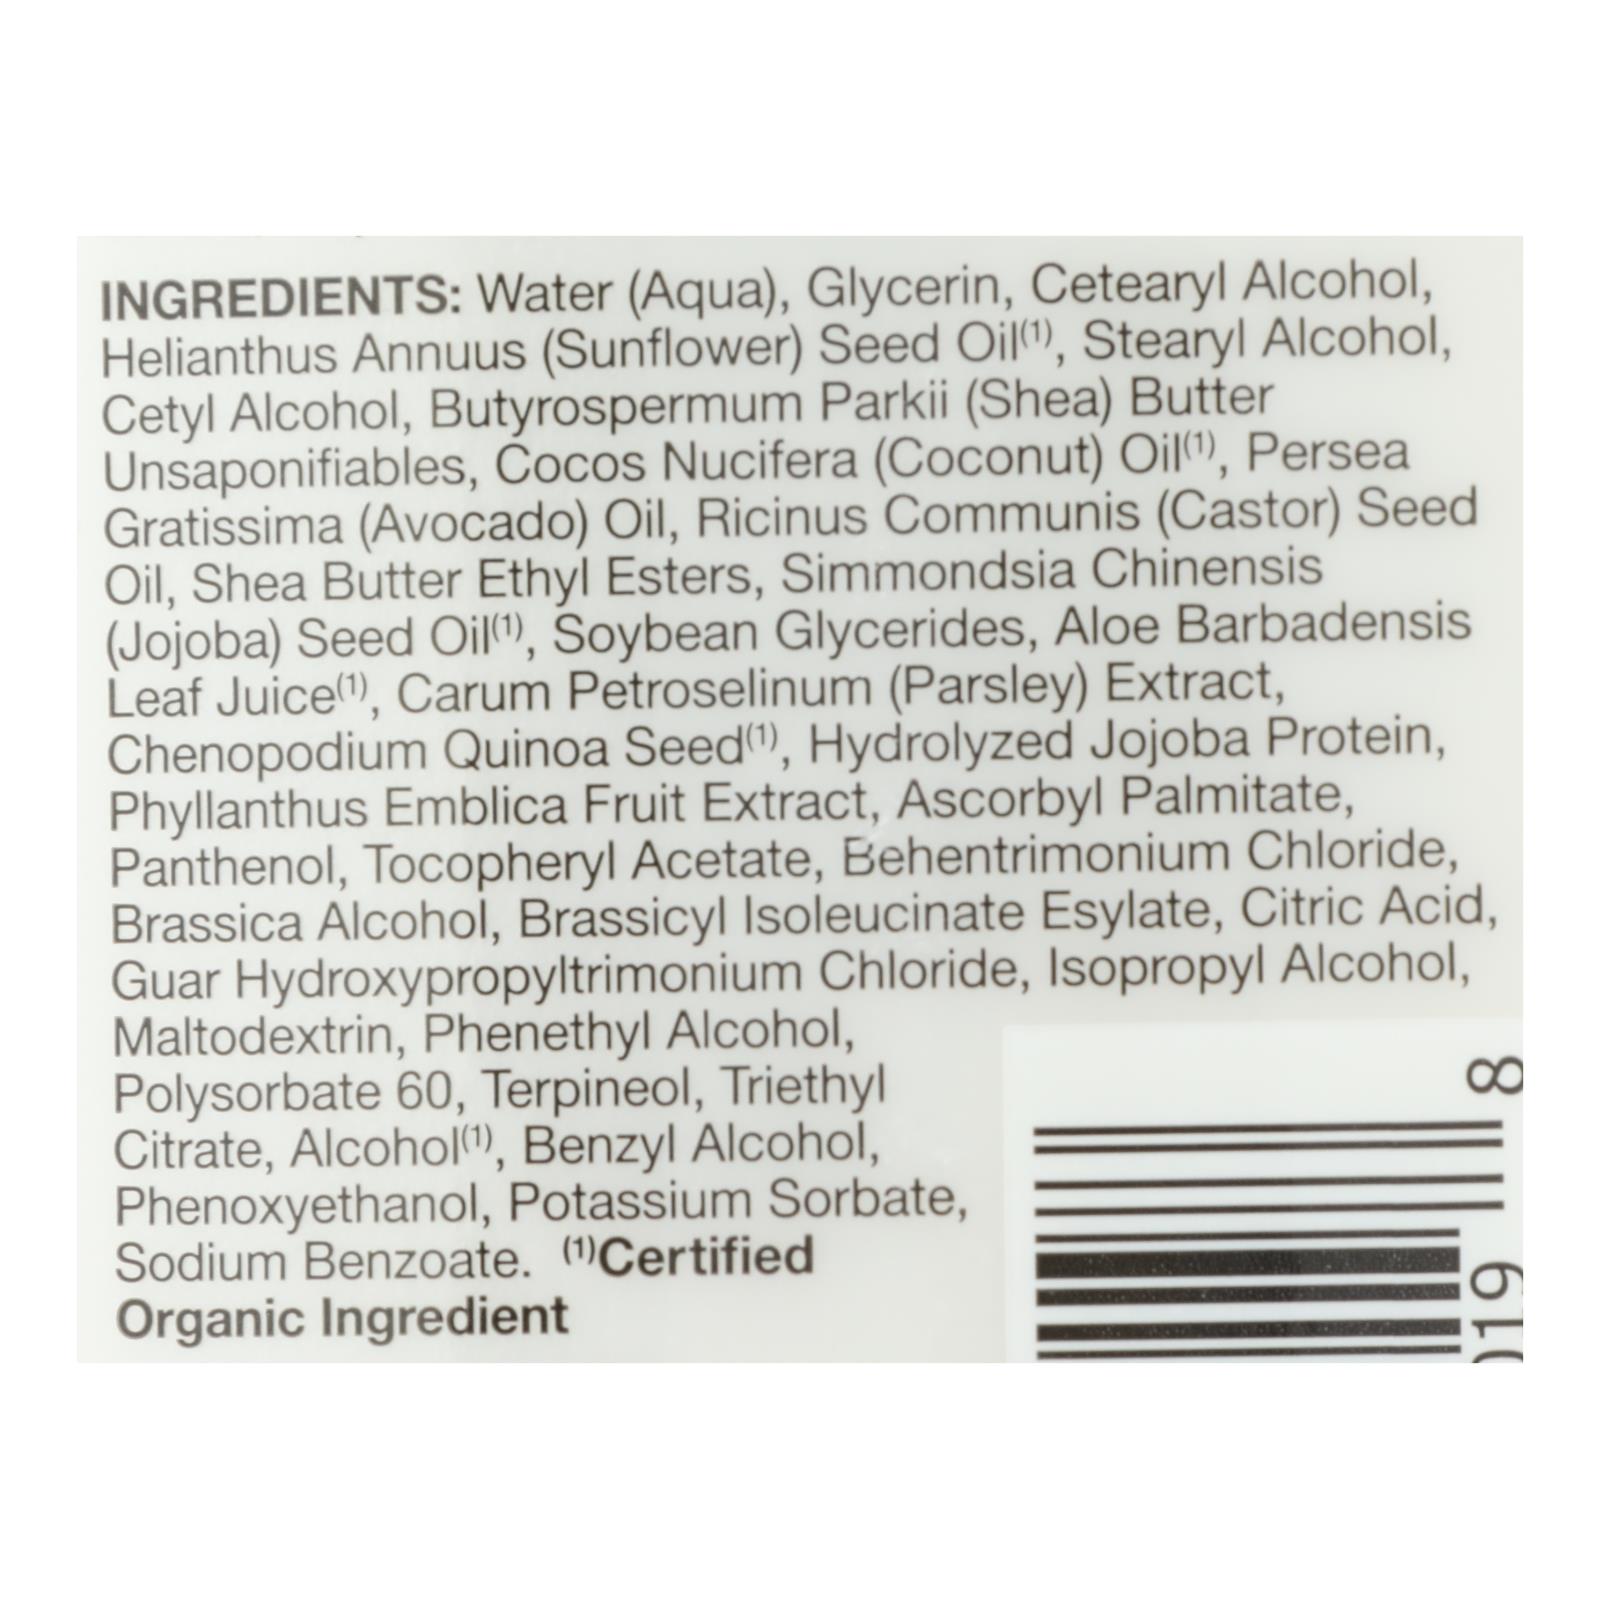 INGREDIENTS: Water (Aqua), Glycerin, Cetearyl Alcohol,
Helianthus Annuus (Sunflower) Seed Oil(1), Stearyl Alcohol,
Cetyl Alcohol, Butyrospermum Parkii (Shea) Butter
Unsaponifiables, Cocos Nucifera (Coconut) Oil(1), Persea
Gratissima (Avocado) Oil, Ricinus Communis (Castor) Seed
Oil, Shea Butter Ethyl Esters, Simmondsia Chinensis
(Jojoba) Seed Oil(1), Soybean Glycerides, Aloe Barbadensis
Leaf Juice(1), Carum Petroselinum (Parsley) Extract,
Chenopodium Quinoa Seed(1), Hydrolyzed Jojoba Protein,
Phyllanthus Emblica Fruit Extract, Ascorbyl Palmitate,
Panthenol, Tocopheryl Acetate, Behentrimonium Chloride,
Brassica Alcohol, Brassicyl Isoleucinate Esylate, Citric Acid,
Guar Hydroxypropyltrimonium Chloride, Isopropyl Alcohol,
Maltodextrin, Phenethyl Alcohol,
Polysorbate 60, Terpineol, Triethyl
Citrate, Alcohol(1), Benzyl Alcohol,
Phenoxyethanol, Potassium Sorbate,
Sodium Benzoate. (1)Certified
Organic Ingredient
8
019